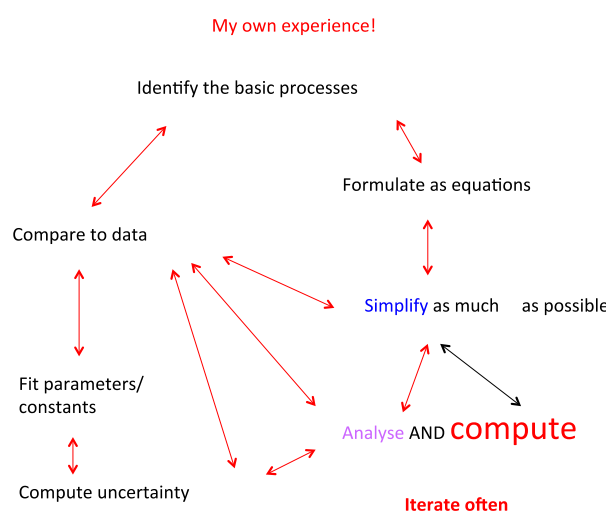 My own experience!
Identify the basic processes
Formulate as equations
Compare to data
Simplify as much as possible
Fit parameters/
constants
Analyse AND compute
Compute uncertainty
Iterate often